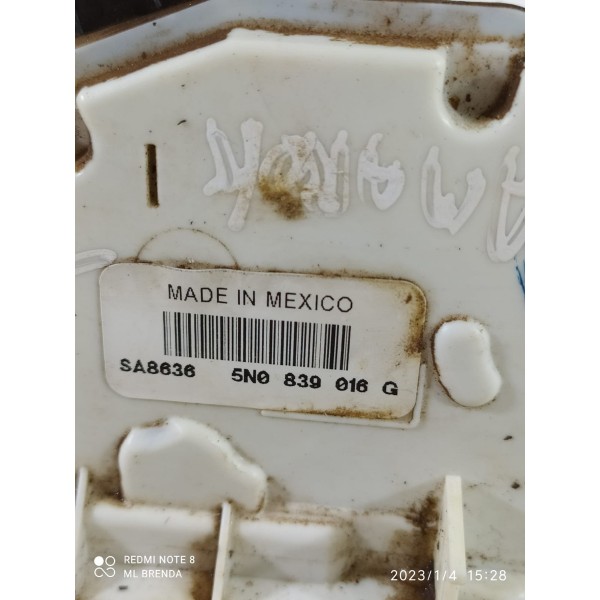 MADE IN MEXICO
SA8636 5N0 839 016 G
REDMI NOTE 8
ML BRENDA
2023/1/4 15:28